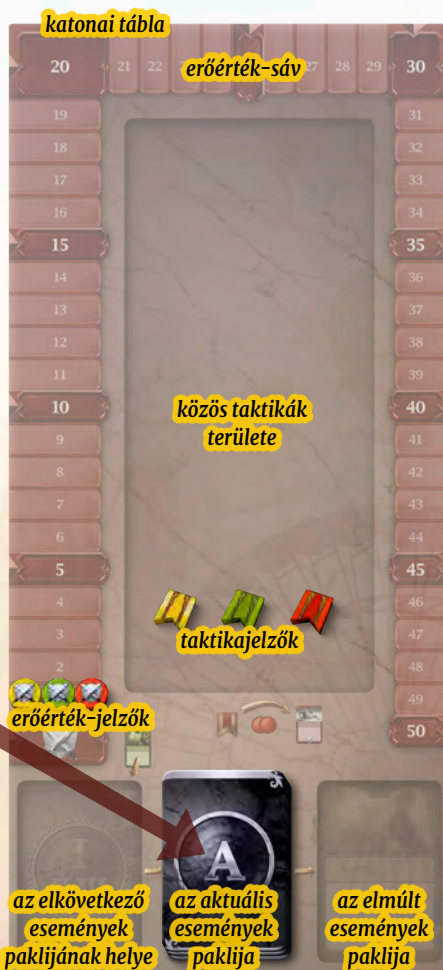 katonai tábla
20 21 22 erőérték-sáv 27 28 29 30
19 31
18 32
17 33
16 34
15 35
14 36
13 37
12 38
11 39
10 40
közös taktikák
területe
9 41
8 42
7 43
6 44
5 45
4 46
3 47
taktikajelzők
2 48
49
erőérték-jelzők
50
A
az elkövetkező
események
paklijának helye
az aktuális
események
paklija
az elmúlt
események
paklija